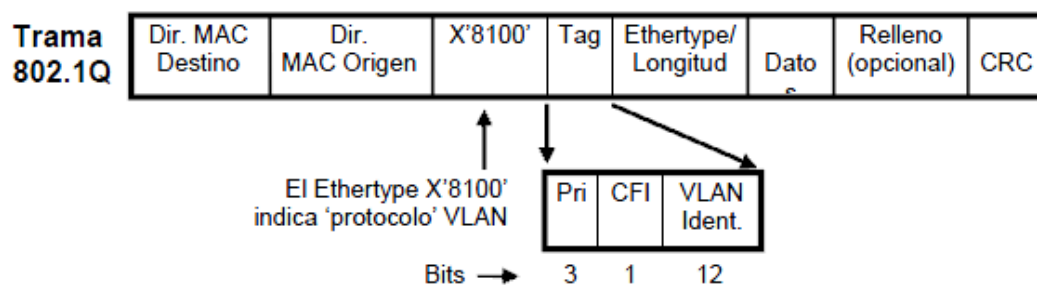 Trama
802.1Q
Dir. MAC
Destino
Dir.
MAC Origen
X'8100'
Tag
Ethertype/
Longitud
Dato
s
Relleno
(opcional)
CRC
El Ethertype X'8100'
indica 'protocolo' VLAN
Pri
CFI
VLAN
Ident.
Bits
3
1
12